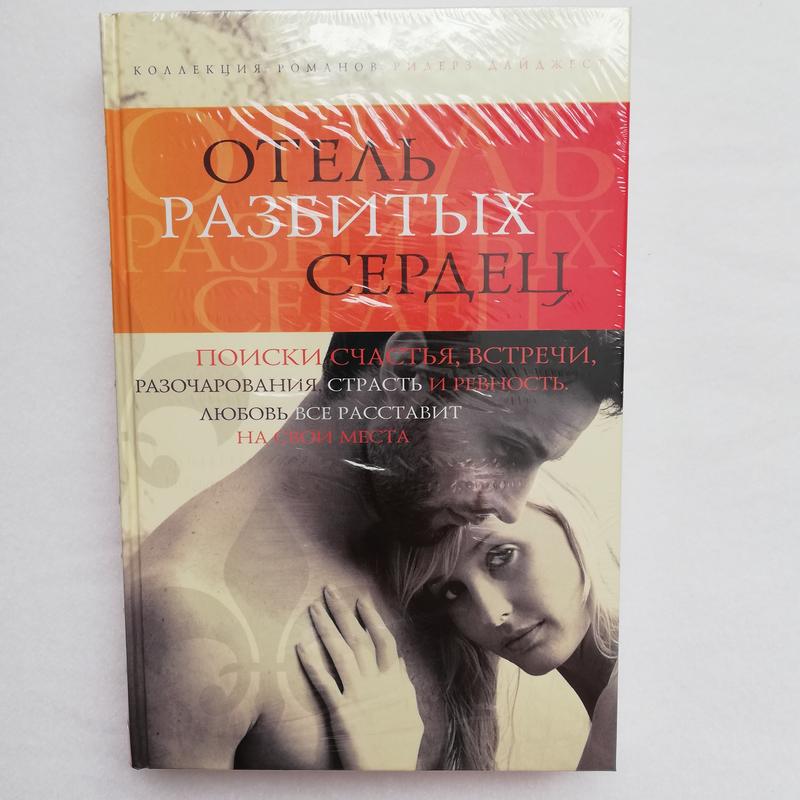 КОЛЛЕКЦИЯ РОМАНОВ РИДЕРЗ ДАЙДЖЕСТ
ОТЕЛЬ
РАЗБИТЫХ
СЕРДЕЦ
ПОИСКИ СЧАСТЬЯ, ВСТРЕЧИ,
РАЗОЧАРОВАНИЯ, СТРАСТЬ И РЕВНОСТЬ.
ЛЮБОВЬ ВСЕ РАССТАВИТ
НА СВОИ МЕСТА